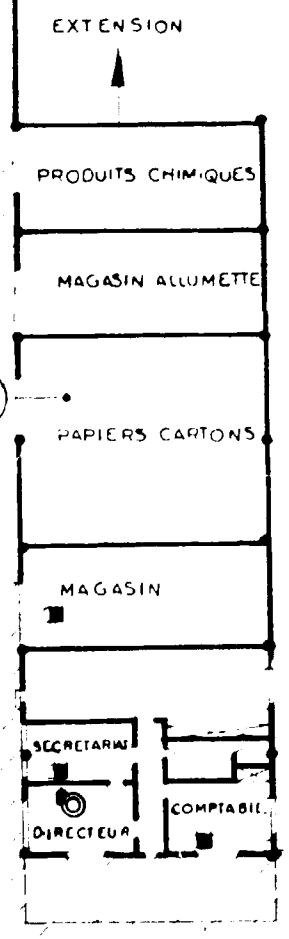 EXTENSION
PRODUITS CHIMIQUES
MAGASIN ALLUMETTE
PAPIERS CARTONS
MAGASIN
SECRETARIAT
DIRECTEUR
COMPTABIL.